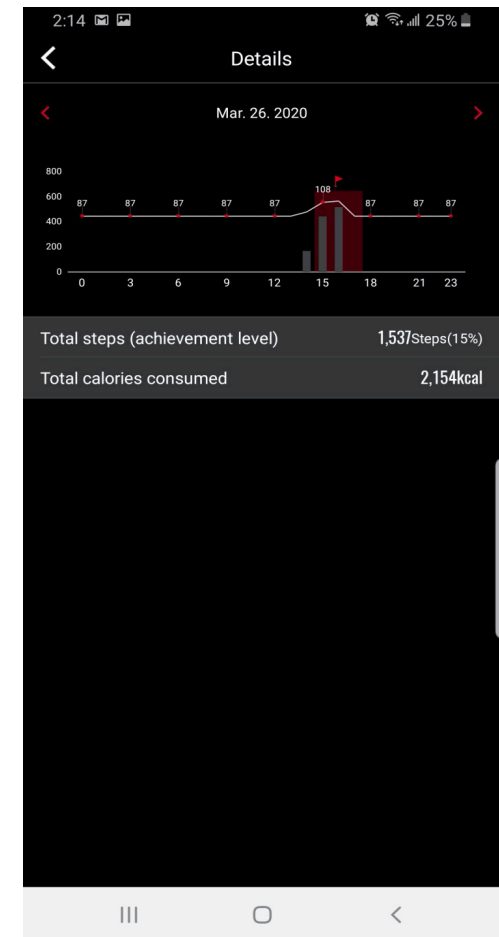 2:14 25%
Details
Mar. 26. 2020
800
600
400
200
0
87 87 87 87 87 108 87 87 87
0 3 6 9 12 15 18 21 23
Total steps (achievement level) 1,537Steps(15%)
Total calories consumed 2,154kcal